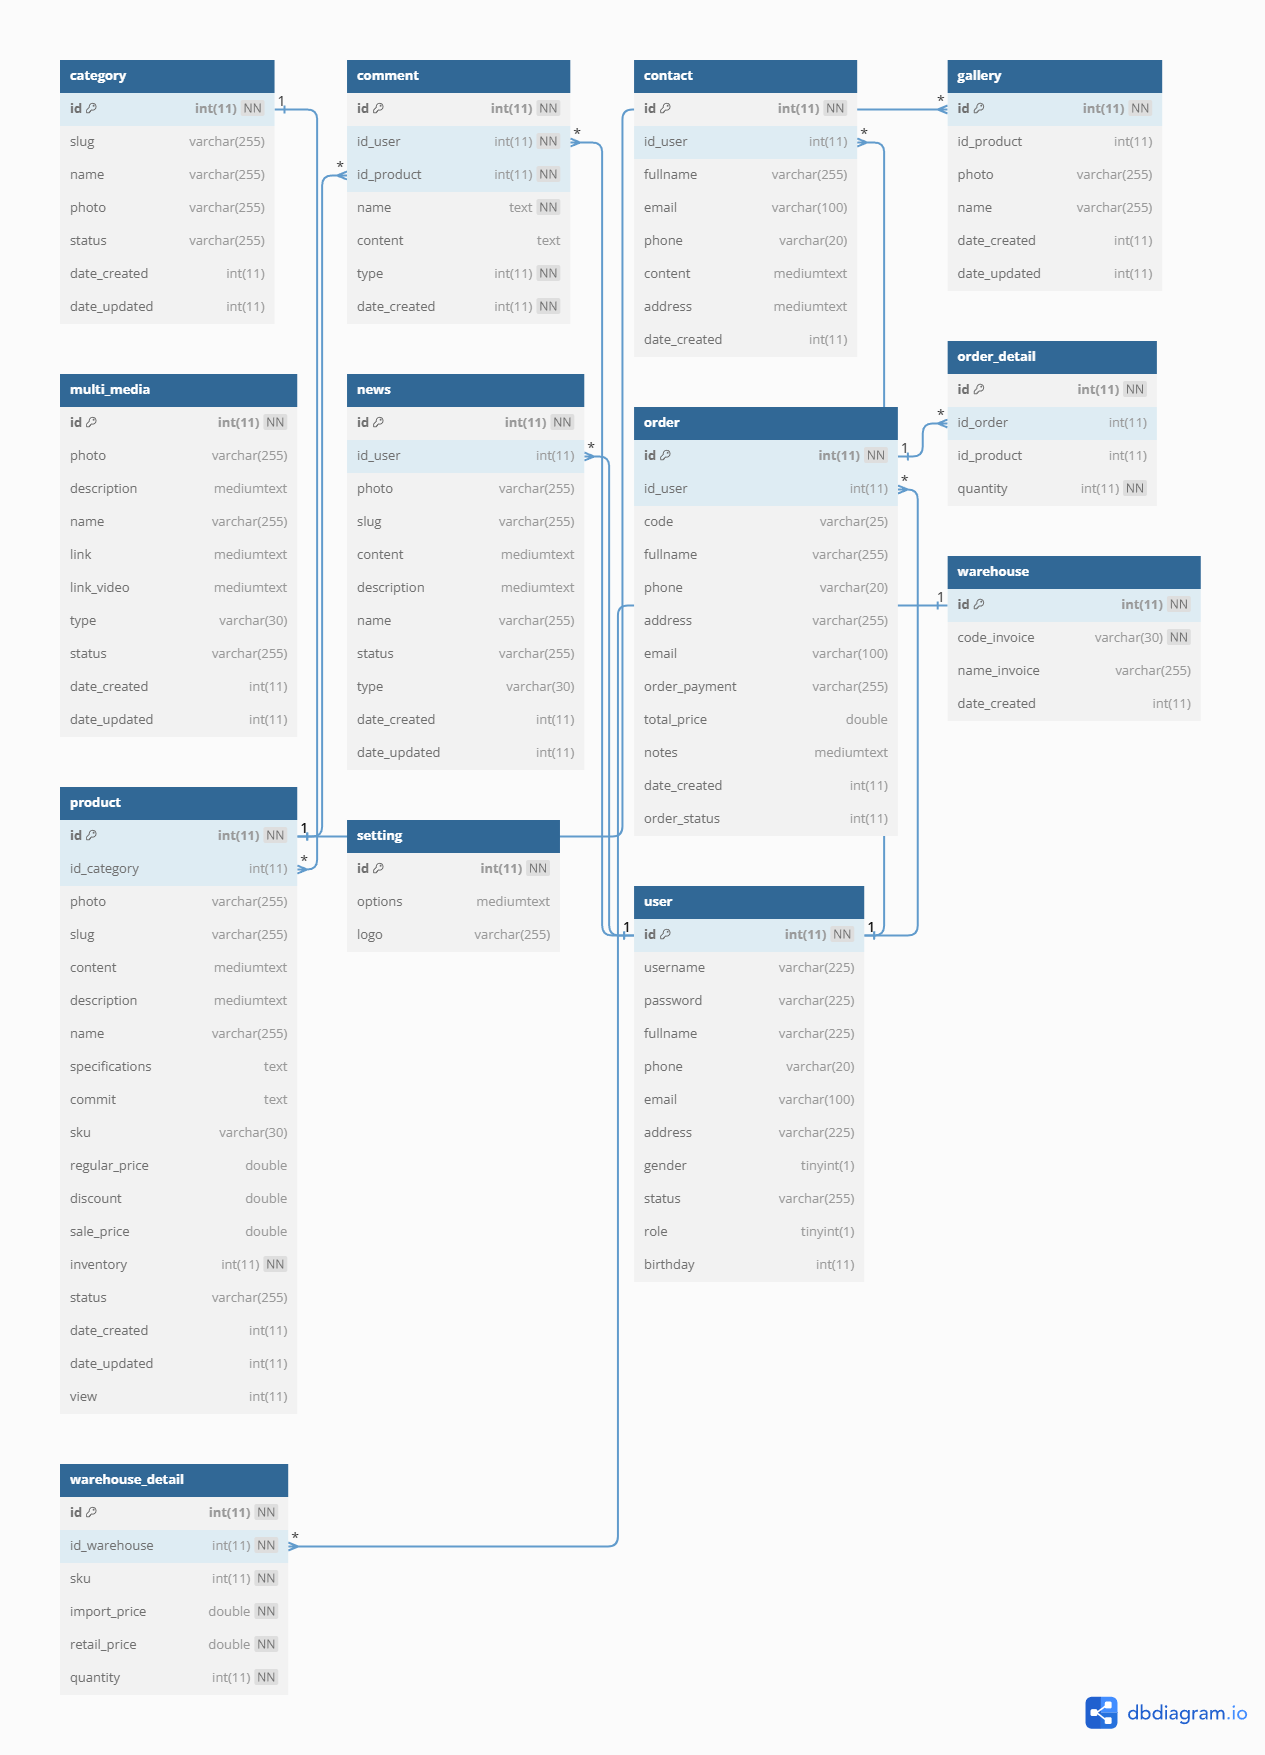 category
id int(11) NN
slug varchar(255)
name varchar(255)
photo varchar(255)
status varchar(255)
date_created int(11)
date_updated int(11)
1
comment
id int(11) NN
id_user int(11) NN
id_product int(11) NN
name text NN
content text
type int(11) NN
date_created int(11) NN
*
*
contact
id int(11) NN
id_user int(11)
fullname varchar(255)
email varchar(100)
phone varchar(20)
content mediumtext
address mediumtext
date_created int(11)
*
gallery
id int(11) NN
id_product int(11)
photo varchar(255)
name varchar(255)
date_created int(11)
date_updated int(11)
*
order_detail
id int(11) NN
id_order int(11)
id_product int(11)
quantity int(11) NN
*
multi_media
id int(11) NN
photo varchar(255)
description mediumtext
name varchar(255)
link mediumtext
link_video mediumtext
type varchar(30)
status varchar(255)
date_created int(11)
date_updated int(11)
news
id int(11) NN
id_user int(11)
photo varchar(255)
slug varchar(255)
content mediumtext
description mediumtext
name varchar(255)
status varchar(255)
type varchar(30)
date_created int(11)
date_updated int(11)
*
order
id int(11) NN
id_user int(11)
code varchar(25)
fullname varchar(255)
phone varchar(20)
address varchar(255)
email varchar(100)
order_payment varchar(255)
total_price double
notes mediumtext
date_created int(11)
order_status int(11)
1
*
warehouse
id int(11) NN
code_invoice varchar(30) NN
name_invoice varchar(255)
date_created int(11)
1
product
id int(11) NN
id_category int(11)
photo varchar(255)
slug varchar(255)
content mediumtext
description mediumtext
name varchar(255)
specifications text
commit text
sku varchar(30)
regular_price double
discount double
sale_price double
inventory int(11) NN
status varchar(255)
date_created int(11)
date_updated int(11)
view int(11)
1
*
setting
id int(11) NN
options mediumtext
logo varchar(255)
user
id int(11) NN
username varchar(225)
password varchar(225)
fullname varchar(225)
phone varchar(20)
email varchar(100)
address varchar(225)
gender tinyint(1)
status varchar(255)
role tinyint(1)
birthday int(11)
1
1
warehouse_detail
id int(11) NN
id_warehouse int(11) NN
sku int(11) NN
import_price double NN
retail_price double NN
quantity int(11) NN
*
dbdiagram.io